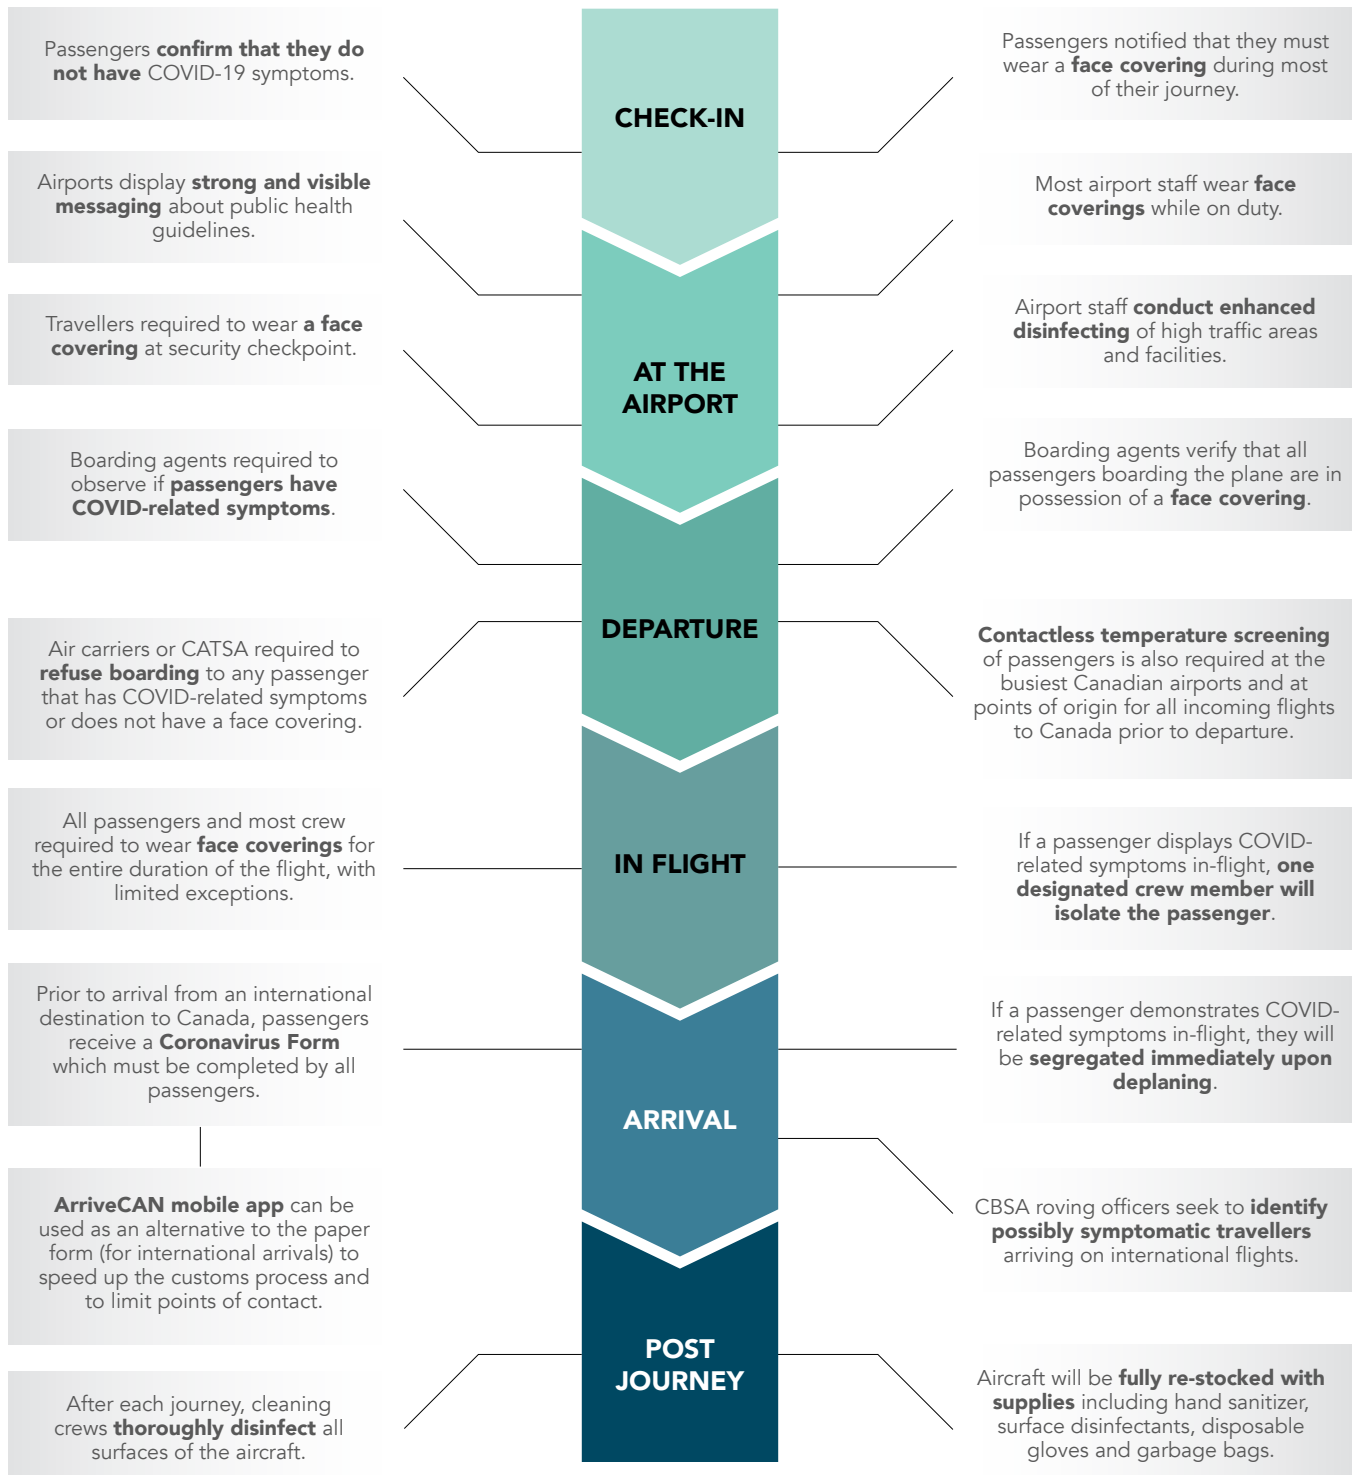 Passengers confirm that they do
not have COVID-19 symptoms.
CHECK-IN
Passengers notified that they must
wear a face covering during most
of their journey.
Airports display strong and visible
messaging about public health
guidelines.
Most airport staff wear face
coverings while on duty.
Travellers required to wear a face
covering at security checkpoint.
AT THE
AIRPORT
Airport staff conduct enhanced
disinfecting of high traffic areas
and facilities.
Boarding agents required to
observe if passengers have
COVID-related symptoms.
Boarding agents verify that all
passengers boarding the plane are in
possession of a face covering.
DEPARTURE
Air carriers or CATSA required to
refuse boarding to any passenger
that has COVID-related symptoms
or does not have a face covering.
Contactless temperature screening
of passengers is also required at the
busiest Canadian airports and at
points of origin for all incoming flights
to Canada prior to departure.
All passengers and most crew
required to wear face coverings for
the entire duration of the flight, with
limited exceptions.
IN FLIGHT
If a passenger displays COVID-
related symptoms in-flight, one
designated crew member will
isolate the passenger.
Prior to arrival from an international
destination to Canada, passengers
receive a Coronavirus Form
which must be completed by all
passengers.
If a passenger demonstrates COVID-
related symptoms in-flight, they will
be segregated immediately upon
deplaning.
ARRIVAL
ArriveCAN mobile app can be
used as an alternative to the paper
form (for international arrivals) to
speed up the customs process and
to limit points of contact.
CBSA roving officers seek to identify
possibly symptomatic travellers
arriving on international flights.
POST
JOURNEY
After each journey, cleaning
crews thoroughly disinfect all
surfaces of the aircraft.
Aircraft will be fully re-stocked with
supplies including hand sanitizer,
surface disinfectants, disposable
gloves and garbage bags.